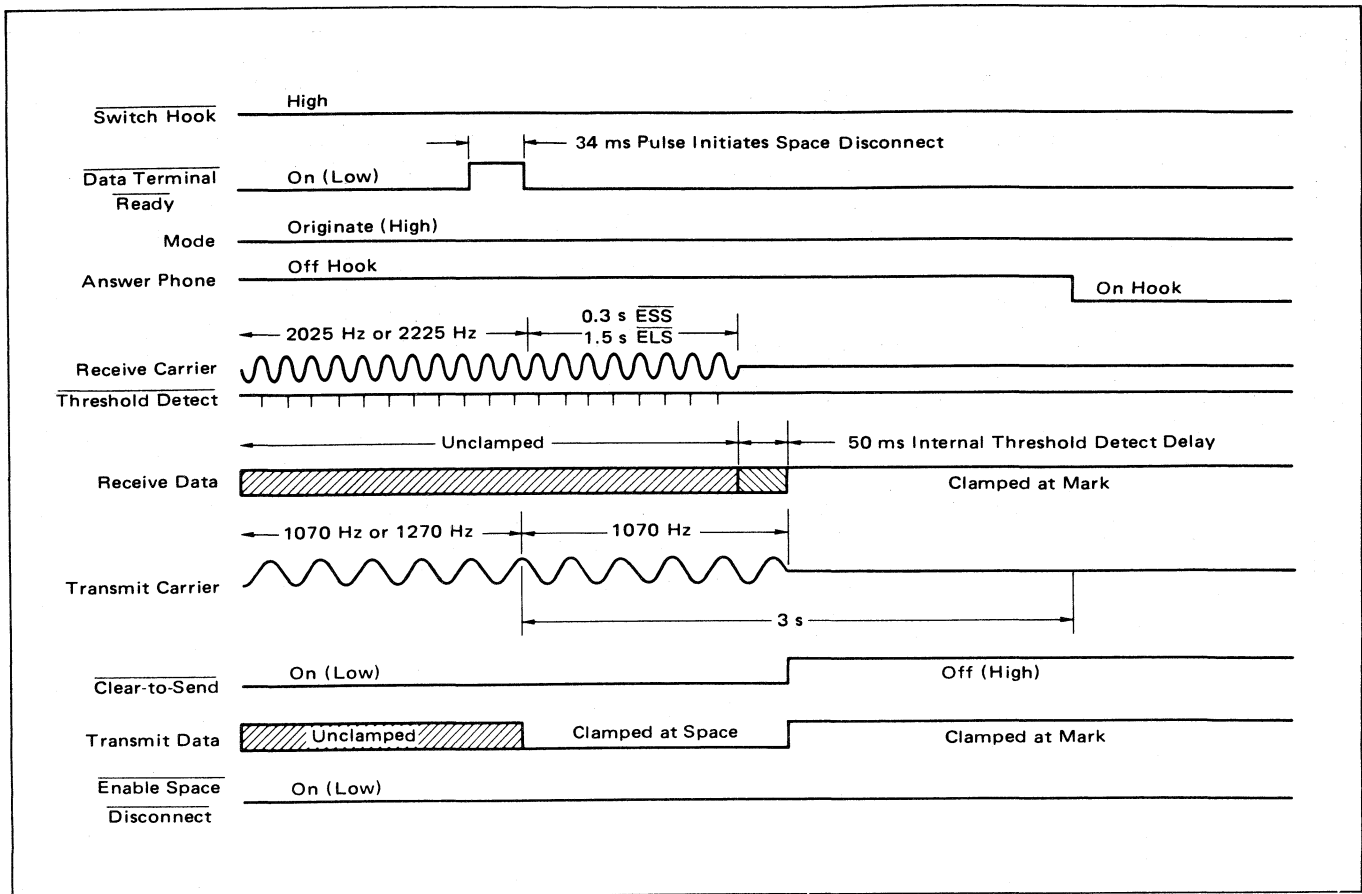 High
Switch Hook
34 ms Pulse Initiates Space Disconnect
Data Terminal
Ready
On (Low)
Mode
Originate (High)
Answer Phone
Off Hook
On Hook
2025 Hz or 2225 Hz
0.3 s ESS
1.5 s ELS
Receive Carrier
Threshold Detect
Unclamped
50 ms Internal Threshold Detect Delay
Receive Data
Clamped at Mark
1070 Hz or 1270 Hz
1070 Hz
Transmit Carrier
3 s
Clear-to-Send
On (Low)
Off (High)
Transmit Data
Unclamped
Clamped at Space
Clamped at Mark
Enable Space
Disconnect
On (Low)